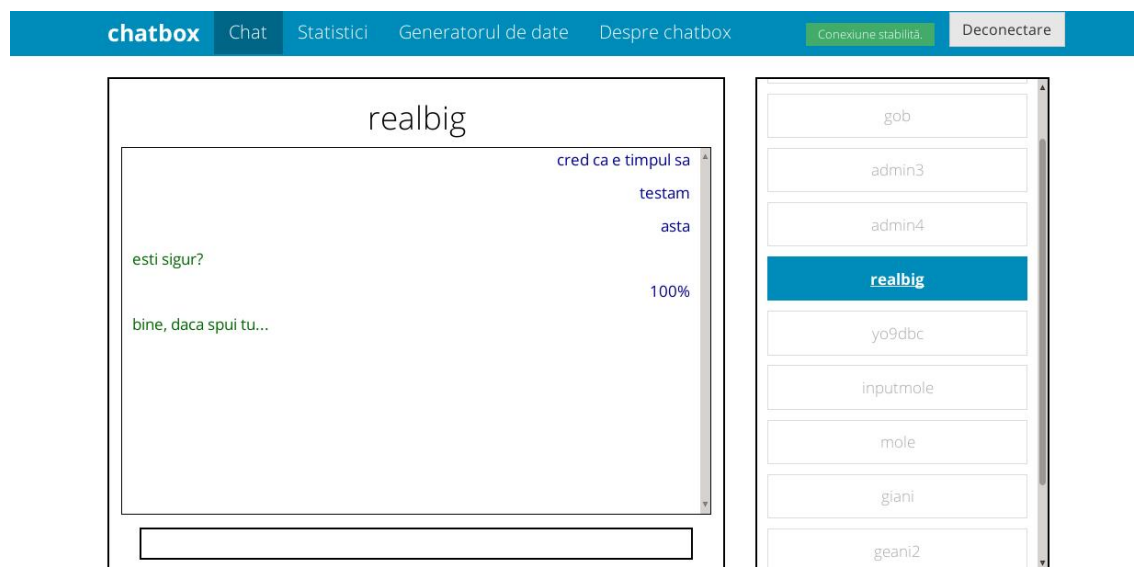 chatbox Chat Statistici Generatorul de date Despre chatbox Conexiune stabilită. Deconectare
realbig
cred ca e timpul sa
testam
asta
esti sigur?
100%
bine, daca spui tu...
gob
admin3
admin4
realbig
yo9dbc
inputmole
mole
giani
geani2